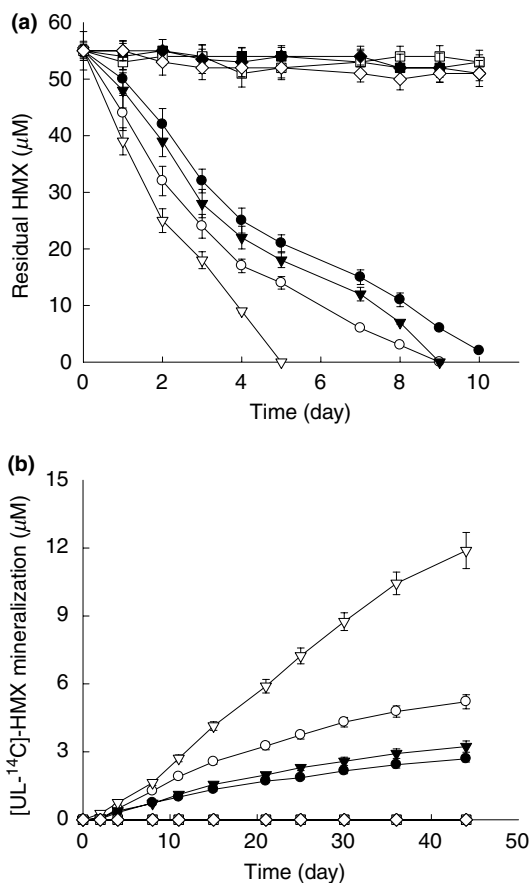 (a)
60
50
40
30
20
10
0
Residual HMX (μM)
0 2 4 6 8 10
Time (day)
(b)
15
12
9
6
3
0
[UL-¹⁴C]-HMX mineralization (μM)
0 10 20 30 40 50
Time (day)